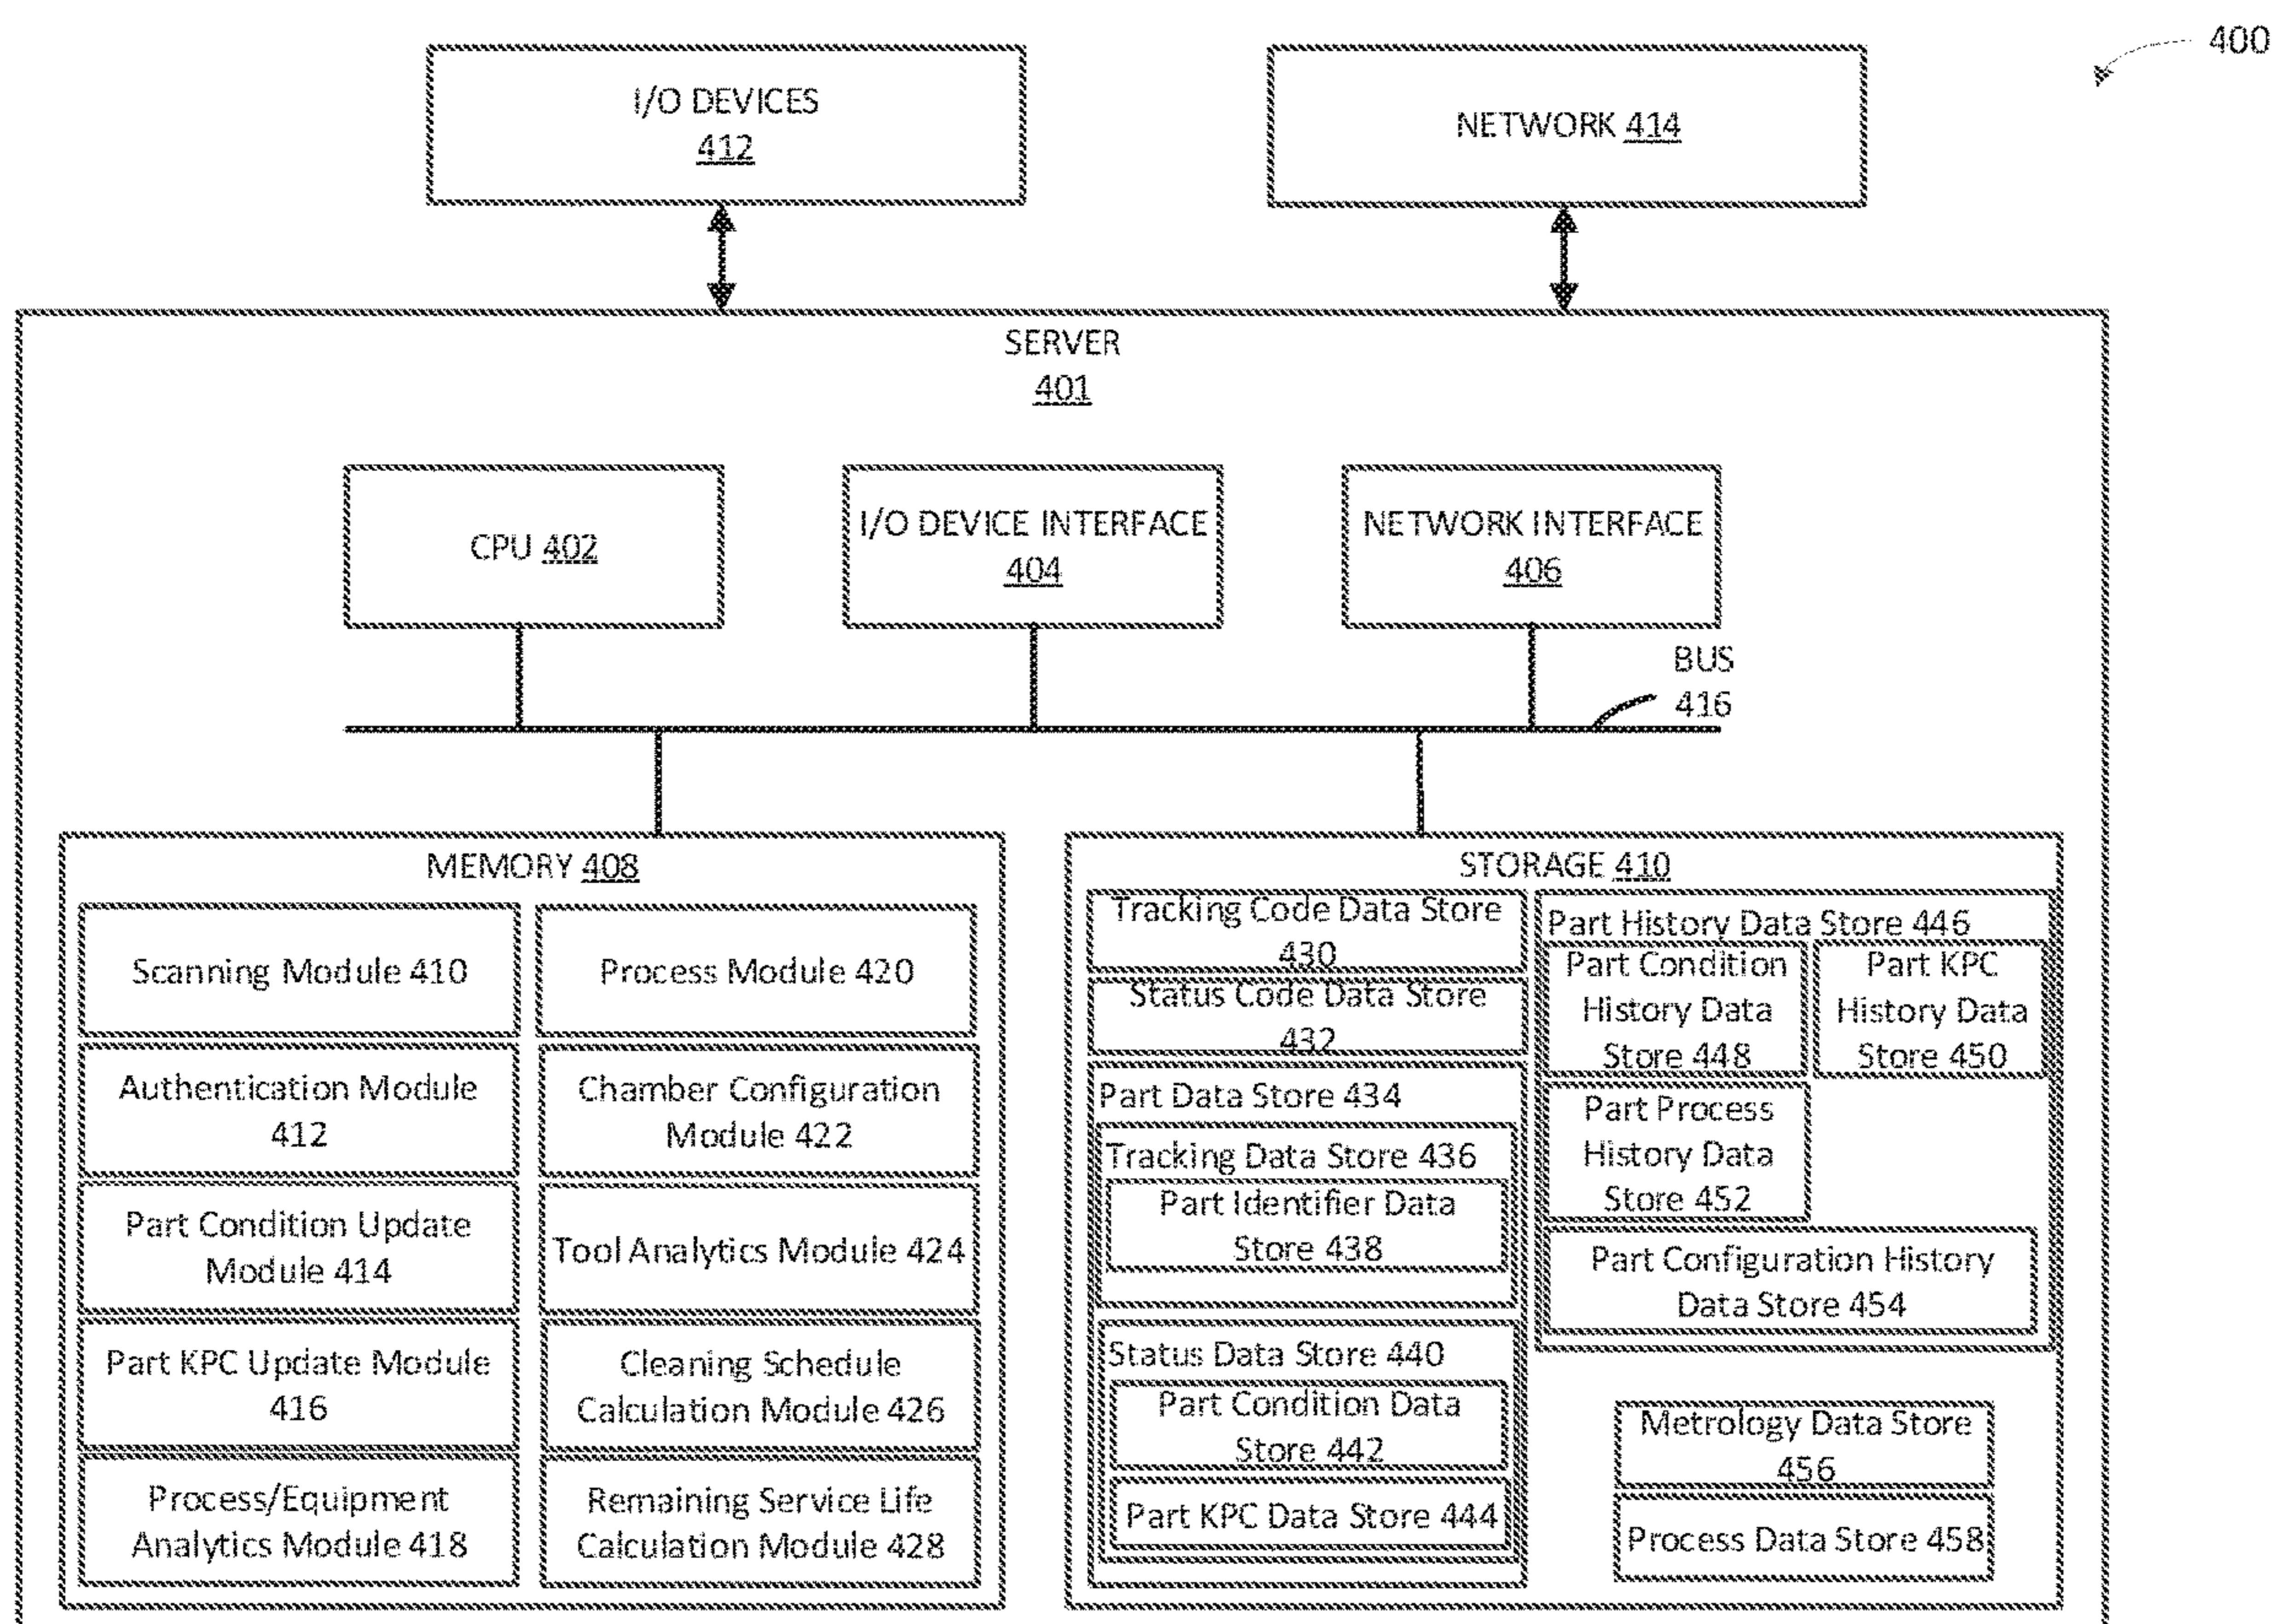 400
I/O DEVICES
412
NETWORK 414
SERVER
401
CPU 402
I/O DEVICE INTERFACE
404
NETWORK INTERFACE
406
BUS
416
MEMORY 408
Scanning Module 410
Process Module 420
Authentication Module
412
Chamber Configuration
Module 422
Part Condition Update
Module 414
Tool Analytics Module 424
Part KPC Update Module
416
Cleaning Schedule
Calculation Module 426
Process/Equipment
Analytics Module 418
Remaining Service Life
Calculation Module 428
STORAGE 410
Tracking Code Data Store
430
Status Code Data Store
432
Part Data Store 434
Tracking Data Store 436
Part Identifier Data
Store 438
Status Data Store 440
Part Condition Data
Store 442
Part KPC Data Store 444
Part History Data Store 446
Part Condition
History Data
Store 448
Part KPC
History Data
Store 450
Part Process
History Data
Store 452
Part Configuration History
Data Store 454
Metrology Data Store
456
Process Data Store 458